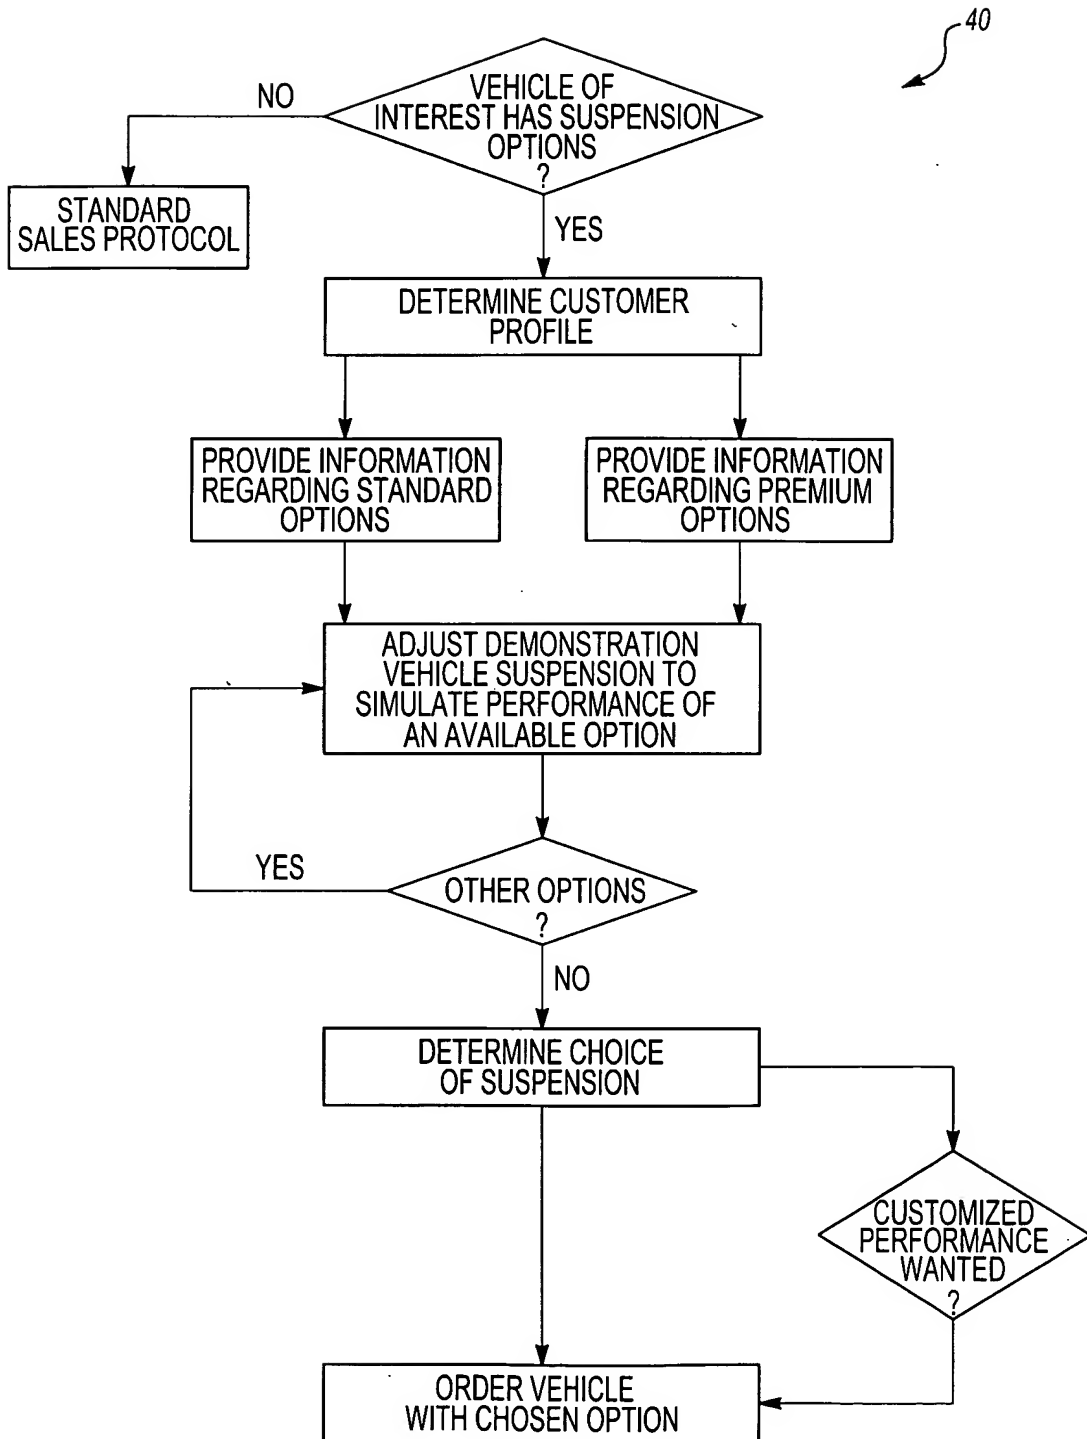 40
VEHICLE OF
INTEREST HAS SUSPENSION
OPTIONS
?
NO
YES
STANDARD
SALES PROTOCOL
DETERMINE CUSTOMER
PROFILE
PROVIDE INFORMATION
REGARDING STANDARD
OPTIONS
PROVIDE INFORMATION
REGARDING PREMIUM
OPTIONS
ADJUST DEMONSTRATION
VEHICLE SUSPENSION TO
SIMULATE PERFORMANCE OF
AN AVAILABLE OPTION
YES
OTHER OPTIONS
?
NO
DETERMINE CHOICE
OF SUSPENSION
CUSTOMIZED
PERFORMANCE
WANTED
?
ORDER VEHICLE
WITH CHOSEN OPTION